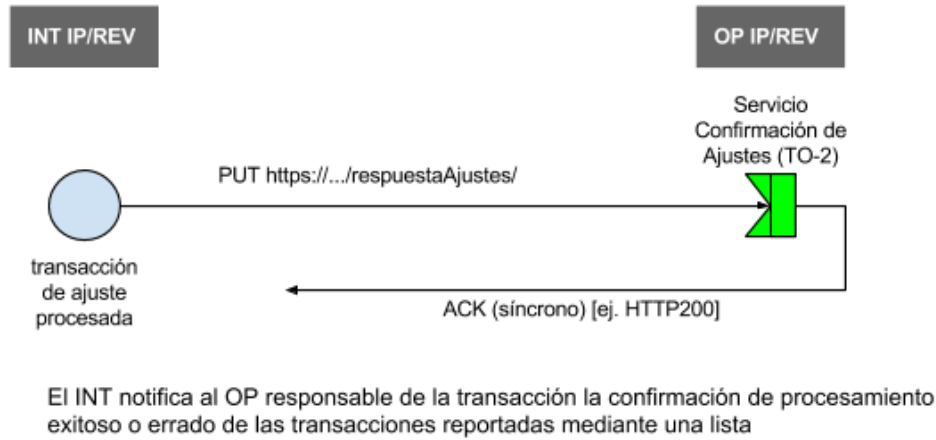 INT IP/REV
OP IP/REV
Servicio
Confirmación de
Ajustes (TO-2)
PUT https://.../respuestaAjustes/
transacción
de ajuste
procesada
ACK (síncrono) [ej. HTTP200]
El INT notifica al OP responsable de la transacción la confirmación de procesamiento
exitoso o errado de las transacciones reportadas mediante una lista